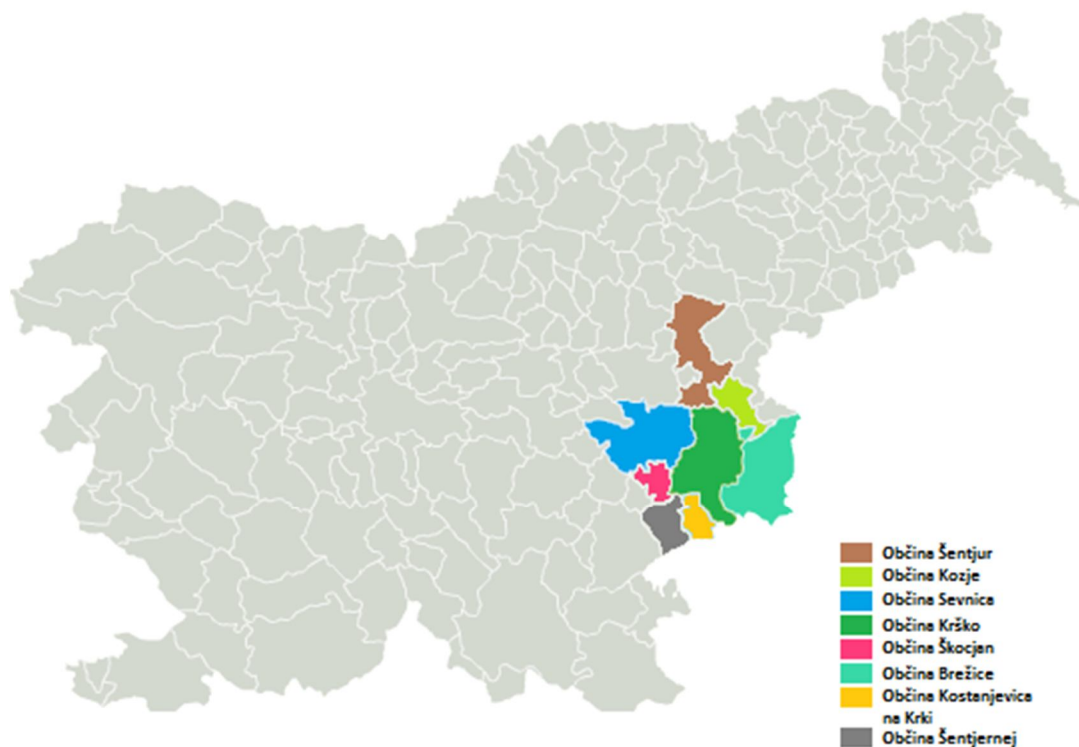 Občina Šentjur
Občina Kozje
Občina Sevnica
Občina Krško
Občina Škocjan
Občina Brežice
Občina Kostanjevica
na Krki
Občina Šentjernej